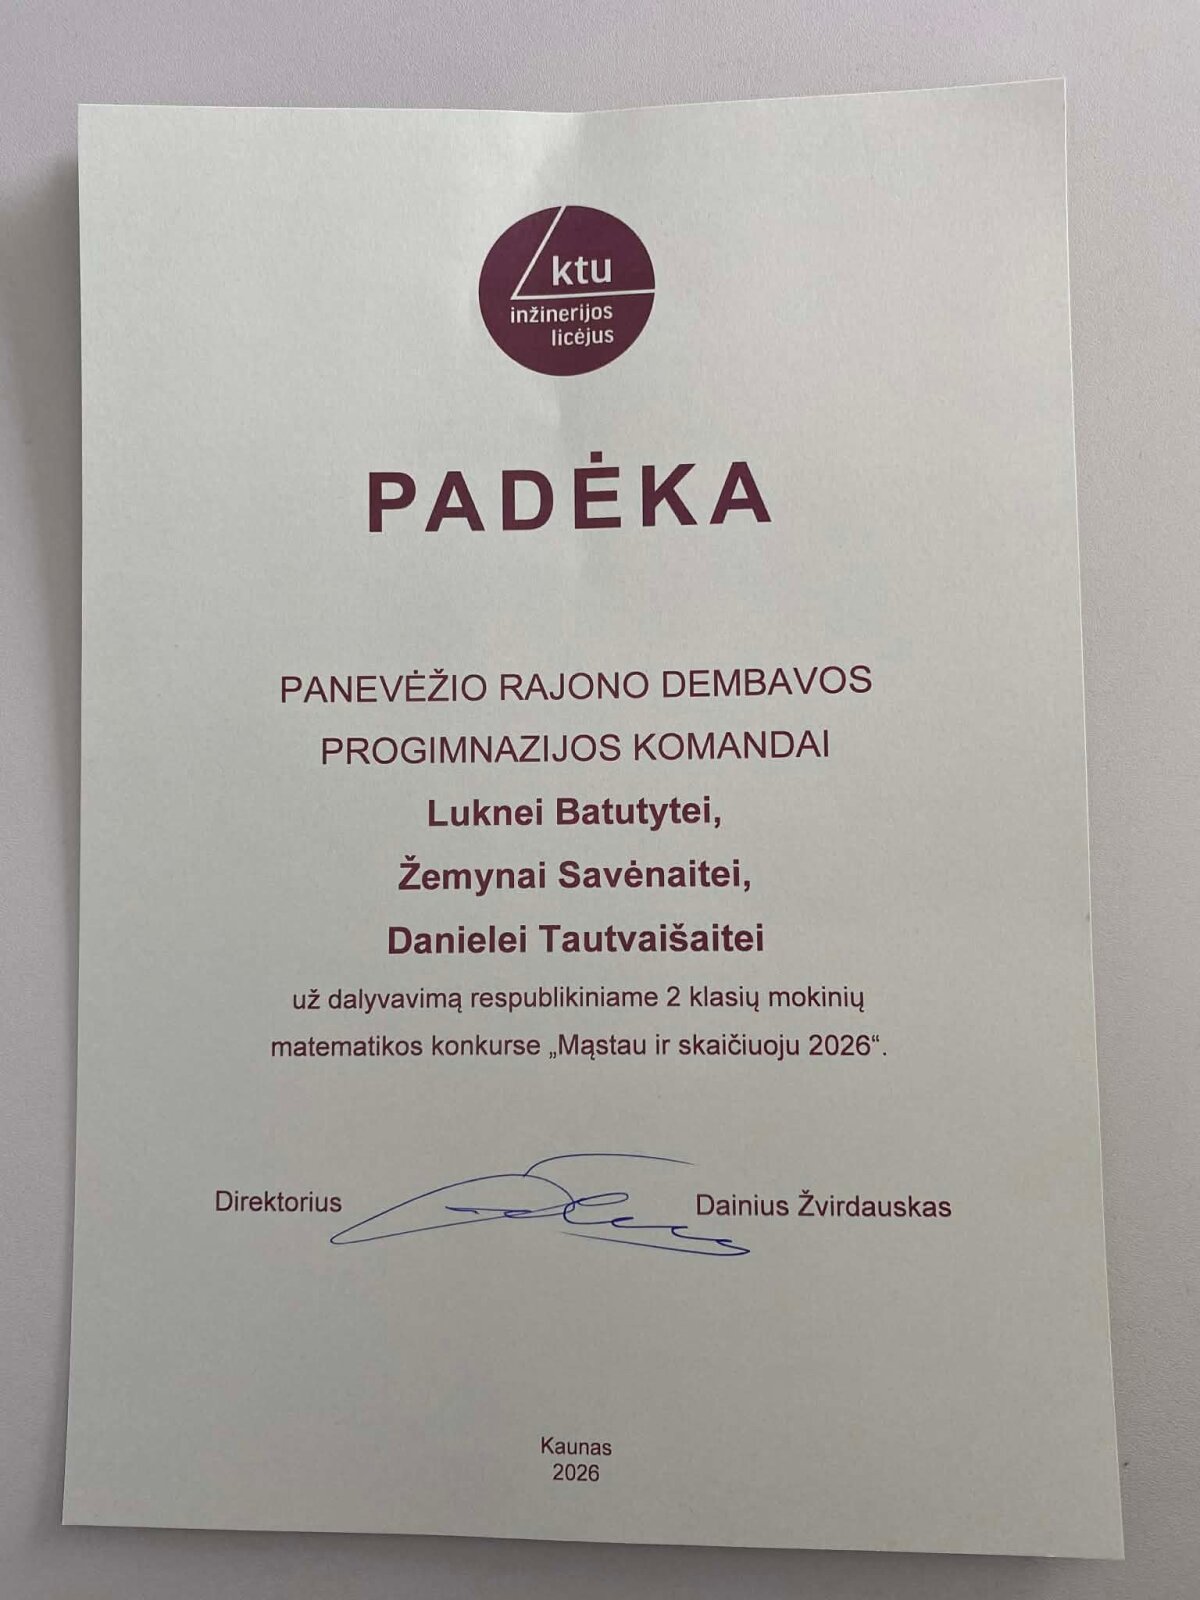 ktu
inžinerijos
licėjus
PADĖKA
PANEVĖŽIO RAJONO DEMBAVOS
PROGIMNAZIJOS KOMANDAI
Luknei Batutytei,
Žemynai Savėnaitei,
Danielei Tautvaišaitei
už dalyvavimą respublikiniame 2 klasių mokinių
matematikos konkurse „Mąstau ir skaičiuoju 2026“.
Direktorius Dainius Žvirdauskas
Kaunas
2026